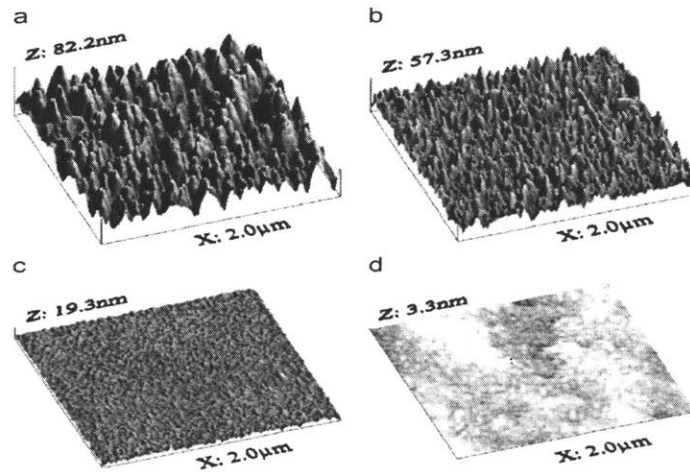 a
Z: 82.2nm
X: 2.0µm
b
Z: 57.3nm
X: 2.0µm
c
Z: 19.3nm
X: 2.0µm
d
Z: 3.3nm
X: 2.0µm